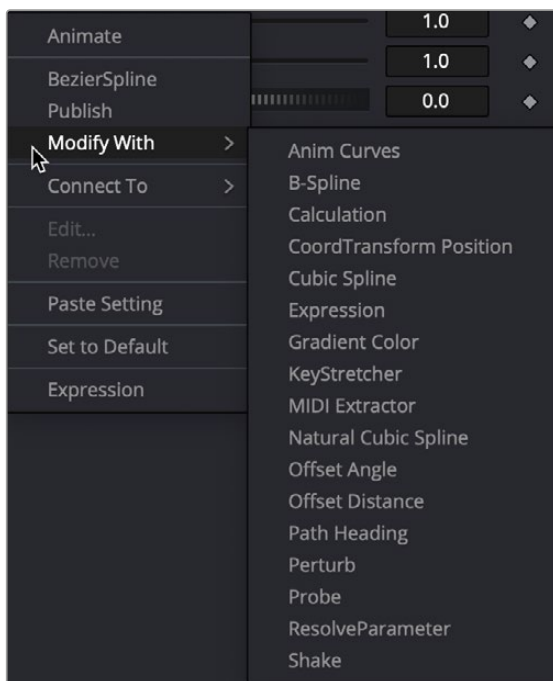 Animate
BezierSpline
Publish
Modify With >
Connect To >
Edit...
Remove
Paste Setting
Set to Default
Expression
1.0
1.0
0.0
Anim Curves
B-Spline
Calculation
CoordTransform Position
Cubic Spline
Expression
Gradient Color
KeyStretcher
MIDI Extractor
Natural Cubic Spline
Offset Angle
Offset Distance
Path Heading
Perturb
Probe
ResolveParameter
Shake